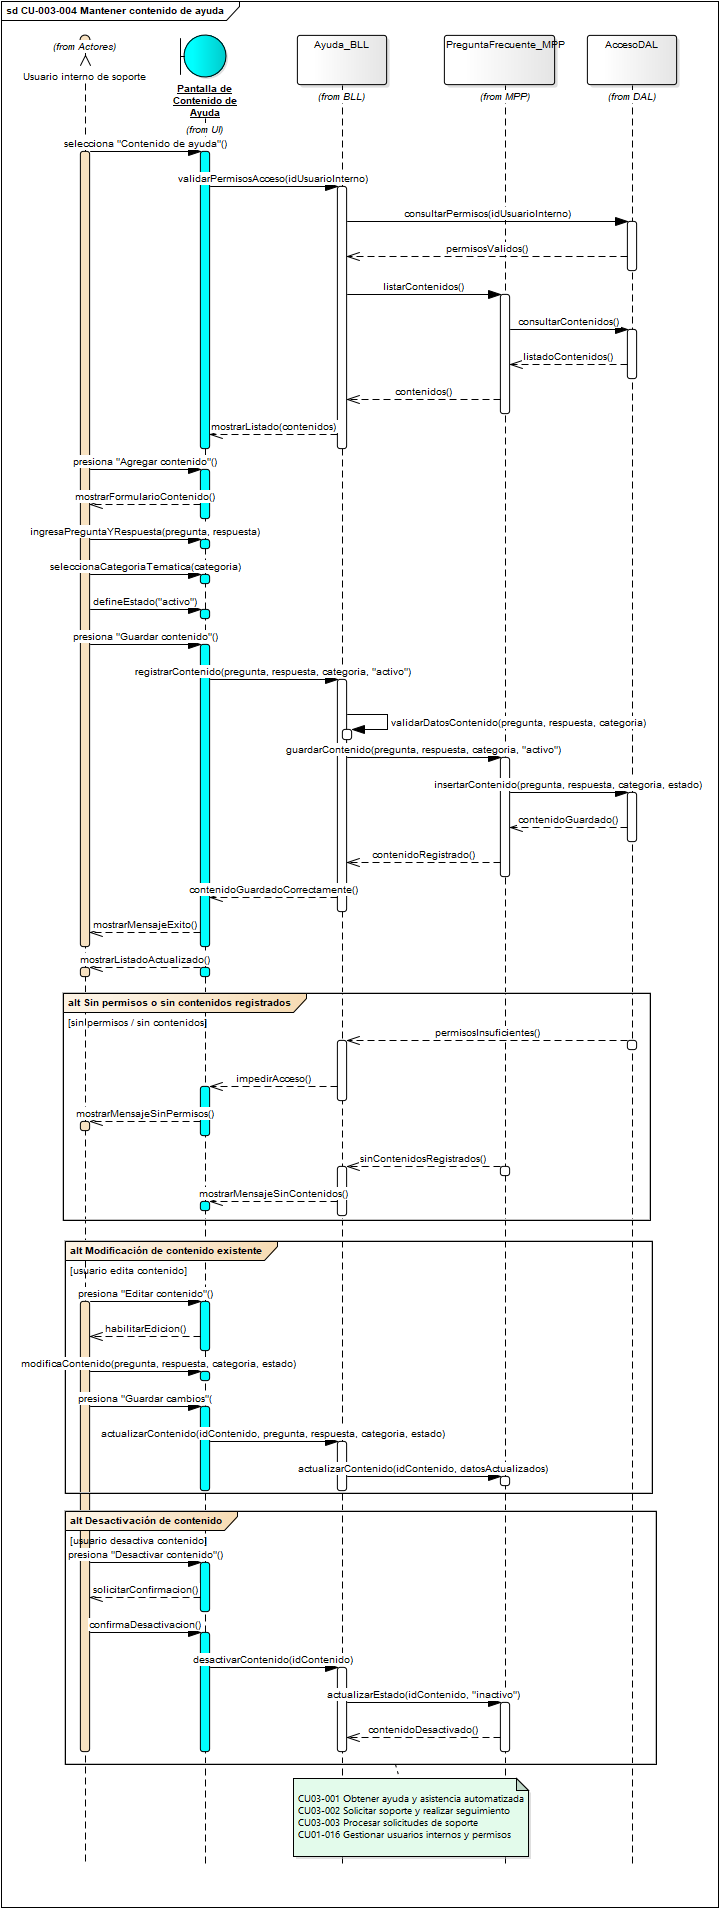 sd CU-003-004 Mantener contenido de ayuda
(from Actores)
Usuario interno de soporte
Pantalla de
Contenido de
Ayuda
(from UI)
Ayuda_BLL
(from BLL)
PreguntaFrecuente_MPP
(from MPP)
AccesoDAL
(from DAL)
selecciona "Contenido de ayuda"()
validarPermisosAcceso(idUsuarioInterno)
consultarPermisos(idUsuarioInterno)
permisosValidos()
listarContenidos()
consultarContenidos()
listadoContenidos()
contenidos()
mostrarListado(contenidos)
presiona "Agregar contenido"()
mostrarFormularioContenido()
ingresaPreguntaYRespuesta(pregunta, respuesta)
seleccionaCategoriaTematica(categoria)
defineEstado("activo")
presiona "Guardar contenido"()
registrarContenido(pregunta, respuesta, categoria, "activo")
validarDatosContenido(pregunta, respuesta, categoria)
guardarContenido(pregunta, respuesta, categoria, "activo")
insertarContenido(pregunta, respuesta, categoria, estado)
contenidoGuardado()
contenidoRegistrado()
contenidoGuardadoCorrectamente()
mostrarMensajeExito()
mostrarListadoActualizado()
alt Sin permisos o sin contenidos registrados
[sin permisos / sin contenidos]
permisosInsuficientes()
impedirAcceso()
mostrarMensajeSinPermisos()
sinContenidosRegistrados()
mostrarMensajeSinContenidos()
alt Modificación de contenido existente
[usuario edita contenido]
presiona "Editar contenido"()
habilitarEdicion()
modificaContenido(pregunta, respuesta, categoria, estado)
presiona "Guardar cambios"(
actualizarContenido(idContenido, pregunta, respuesta, categoria, estado)
actualizarContenido(idContenido, datosActualizados)
alt Desactivación de contenido
[usuario desactiva contenido]
presiona "Desactivar contenido"()
solicitarConfirmacion()
confirmaDesactivacion()
desactivarContenido(idContenido)
actualizarEstado(idContenido, "inactivo")
contenidoDesactivado()
CU03-001 Obtener ayuda y asistencia automatizada
CU03-002 Solicitar soporte y realizar seguimiento
CU03-003 Procesar solicitudes de soporte
CU01-016 Gestionar usuarios internos y permisos